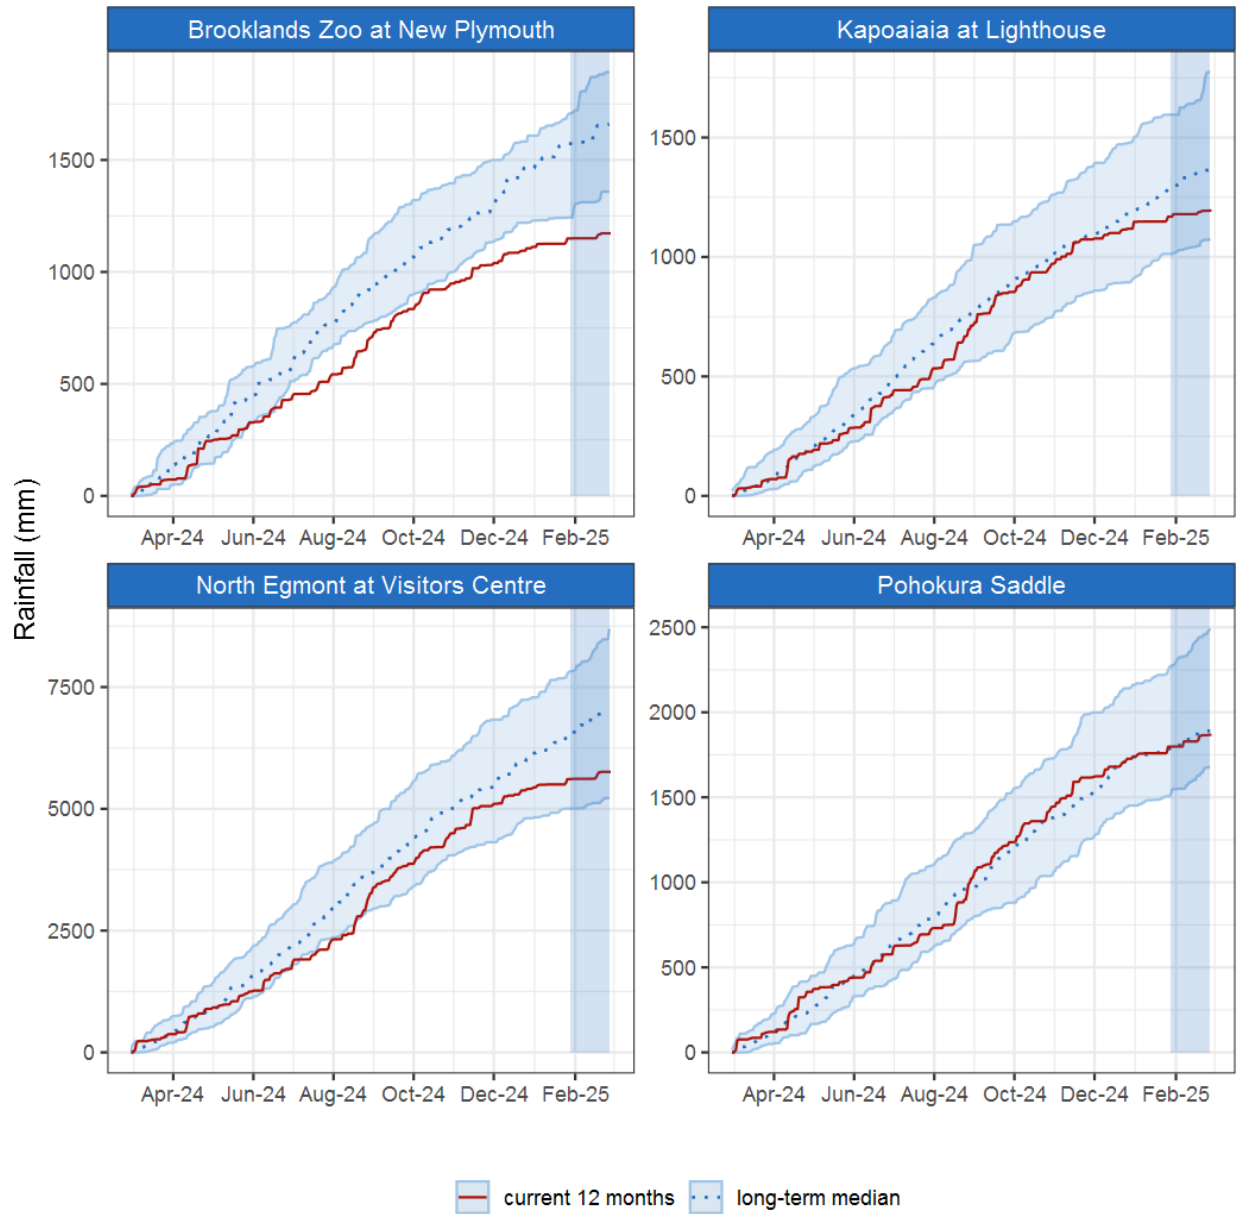 Brooklands Zoo at New Plymouth
Kapoaiaia at Lighthouse
1500
1000
500
0
Apr-24 Jun-24 Aug-24 Oct-24 Dec-24 Feb-25
1500
1000
500
0
Apr-24 Jun-24 Aug-24 Oct-24 Dec-24 Feb-25
Rainfall (mm)
North Egmont at Visitors Centre
Pohokura Saddle
7500
5000
2500
0
Apr-24 Jun-24 Aug-24 Oct-24 Dec-24 Feb-25
2500
2000
1500
1000
500
0
Apr-24 Jun-24 Aug-24 Oct-24 Dec-24 Feb-25
current 12 months long-term median